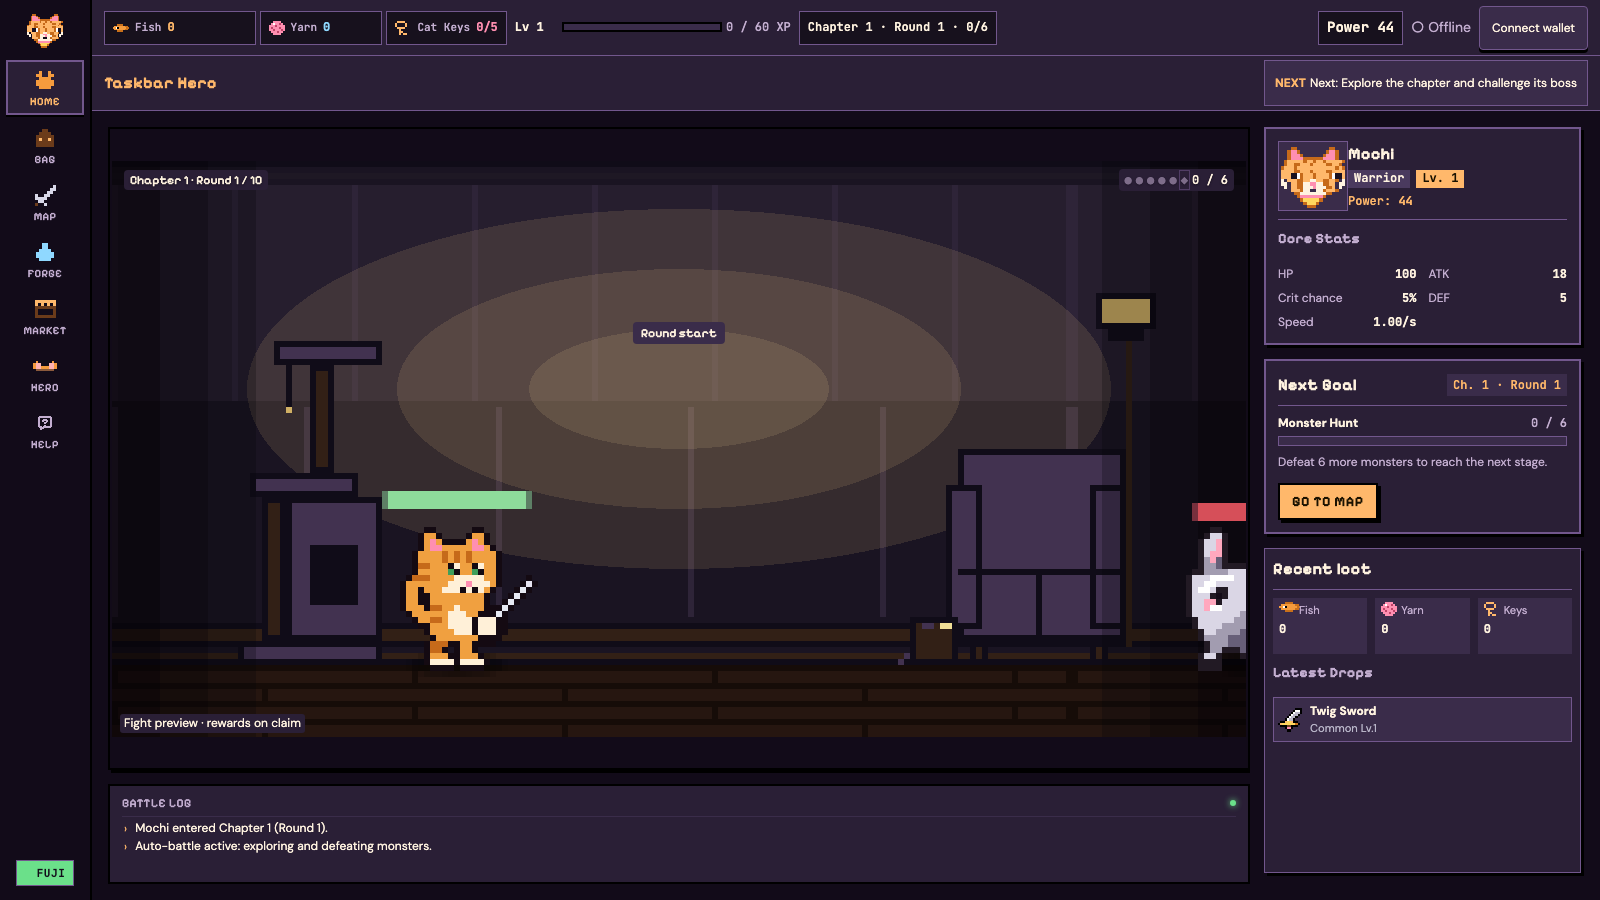 Fish 0
Yarn 0
Cat Keys 0/5
Lv 1
0 / 60 XP
Chapter 1 · Round 1 · 0/6
Power 44
Offline
Connect wallet
HOME
BAG
MAP
FORGE
MARKET
HERO
HELP
FUJI
Taskbar Hero
NEXT Next: Explore the chapter and challenge its boss
Chapter 1 · Round 1 / 10
0 / 6
Round start
Fight preview · rewards on claim
BATTLE LOG
› Mochi entered Chapter 1 (Round 1).
› Auto-battle active: exploring and defeating monsters.
Mochi
Warrior Lv. 1
Power: 44
Core Stats
HP 100 ATK 18
Crit chance 5% DEF 5
Speed 1.00/s
Next Goal
Ch. 1 · Round 1
Monster Hunt 0 / 6
Defeat 6 more monsters to reach the next stage.
GO TO MAP
Recent loot
Fish
0
Yarn
0
Keys
0
Latest Drops
Twig Sword
Common Lv.1